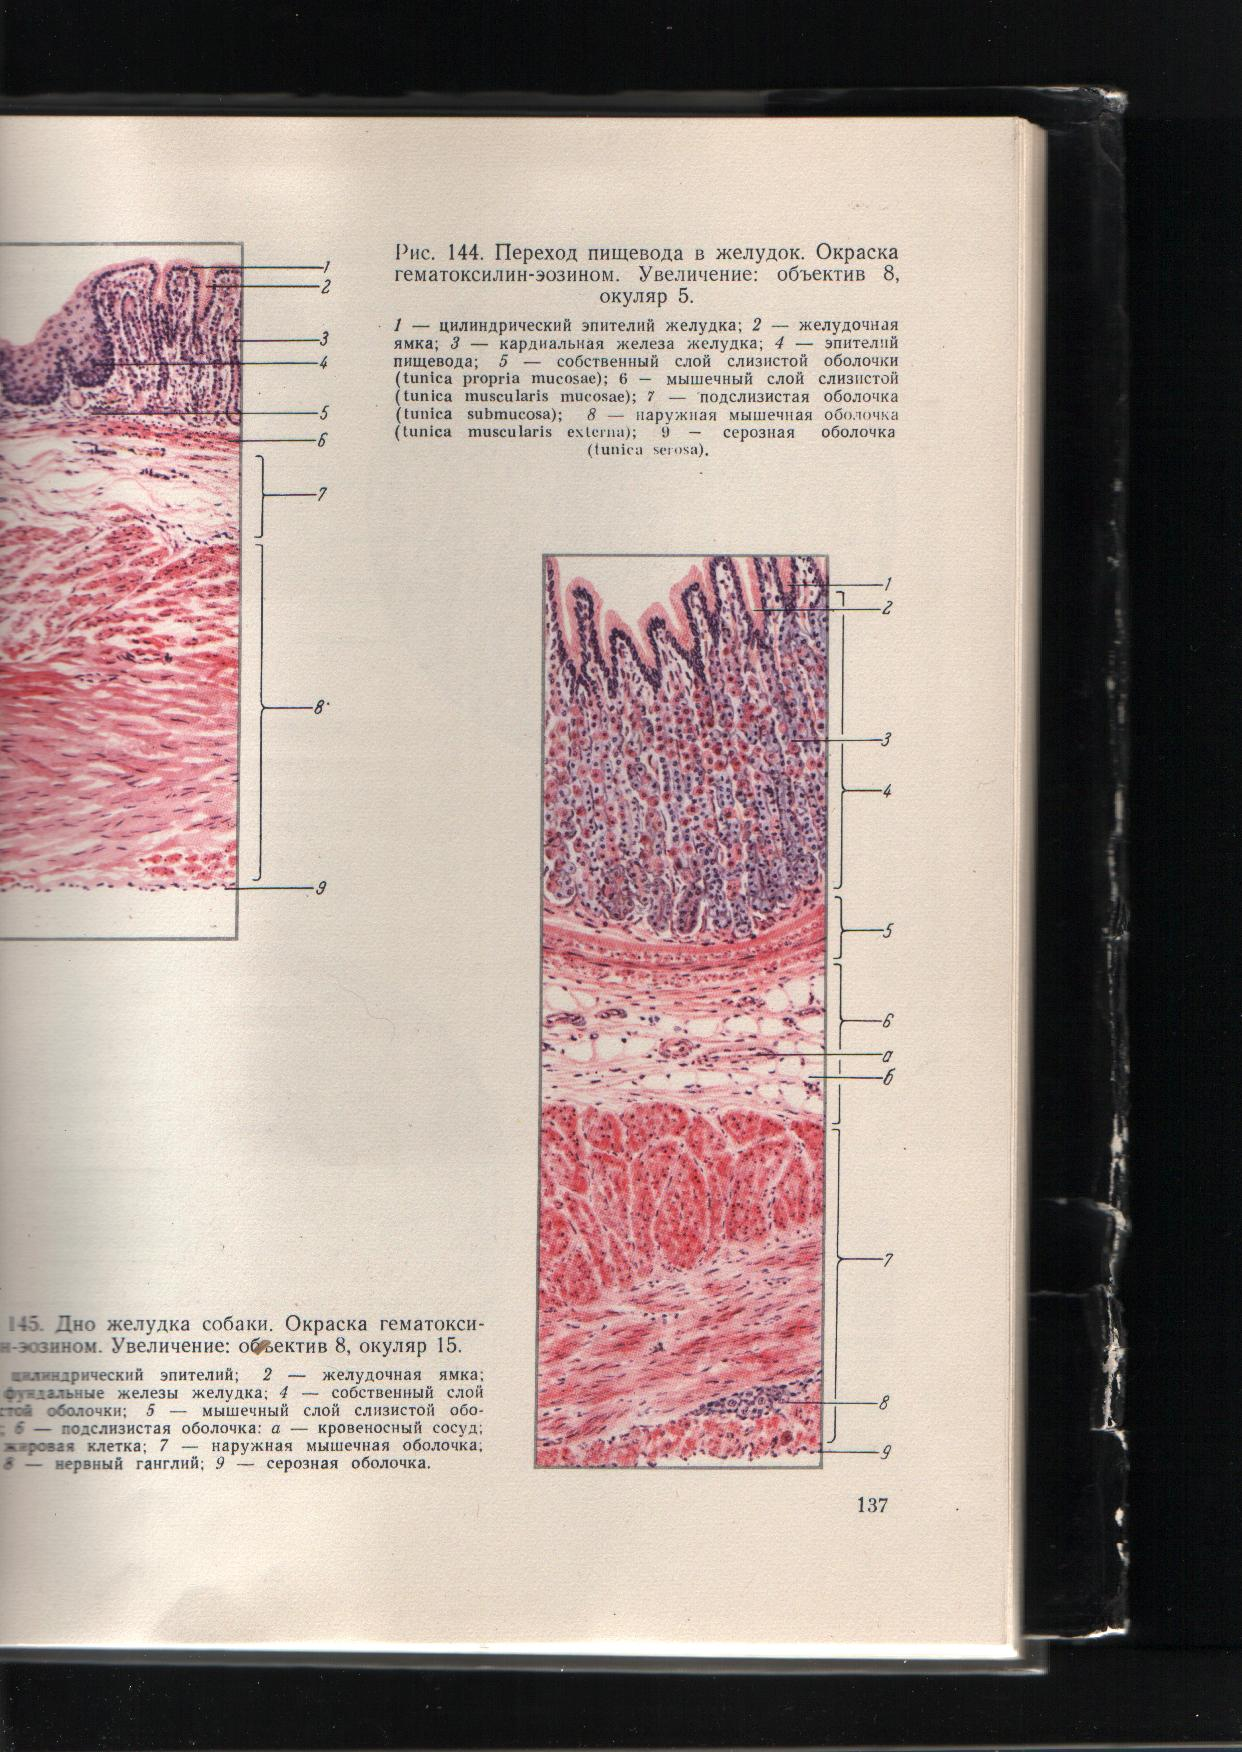 Рис. 144. Переход пищевода в желудок. Окраска
гематоксилин-эозином. Увеличение: объектив 8,
окуляр 5.
1 — цилиндрический эпителий желудка; 2 — желудочная
ямка; 3 — кардиальная железа желудка; 4 — эпителий
пищевода; 5 — собственный слой слизистой оболочки
(tunica propria mucosae); 6 — мышечный слой слизистой
(tunica muscularis mucosae); 7 — подслизистая оболочка
(tunica submucosa); 8 — наружная мышечная оболочка
(tunica muscularis externa); 9 — серозная оболочка
(tunica serosa).
1
2
3
4
5
6
7
8
9
1
2
3
4
5
6
а
б
7
8
9
145. Дно желудка собаки. Окраска гематокси-
н-эозином. Увеличение: объектив 8, окуляр 15.
цилиндрический эпителий; 2 — желудочная ямка;
фундальные железы желудка; 4 — собственный слой
стой оболочки; 5 — мышечный слой слизистой обо-
; 6 — подслизистая оболочка: а — кровеносный сосуд;
жировая клетка; 7 — наружная мышечная оболочка;
8 — нервный ганглий; 9 — серозная оболочка.
137